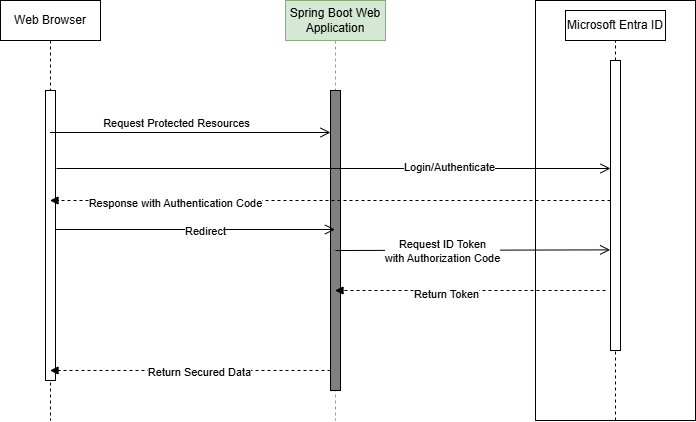 Web Browser
Spring Boot Web
Application
Microsoft Entra ID
Request Protected Resources
Login/Authenticate
Response with Authentication Code
Redirect
Request ID Token
with Authorization Code
Return Token
Return Secured Data